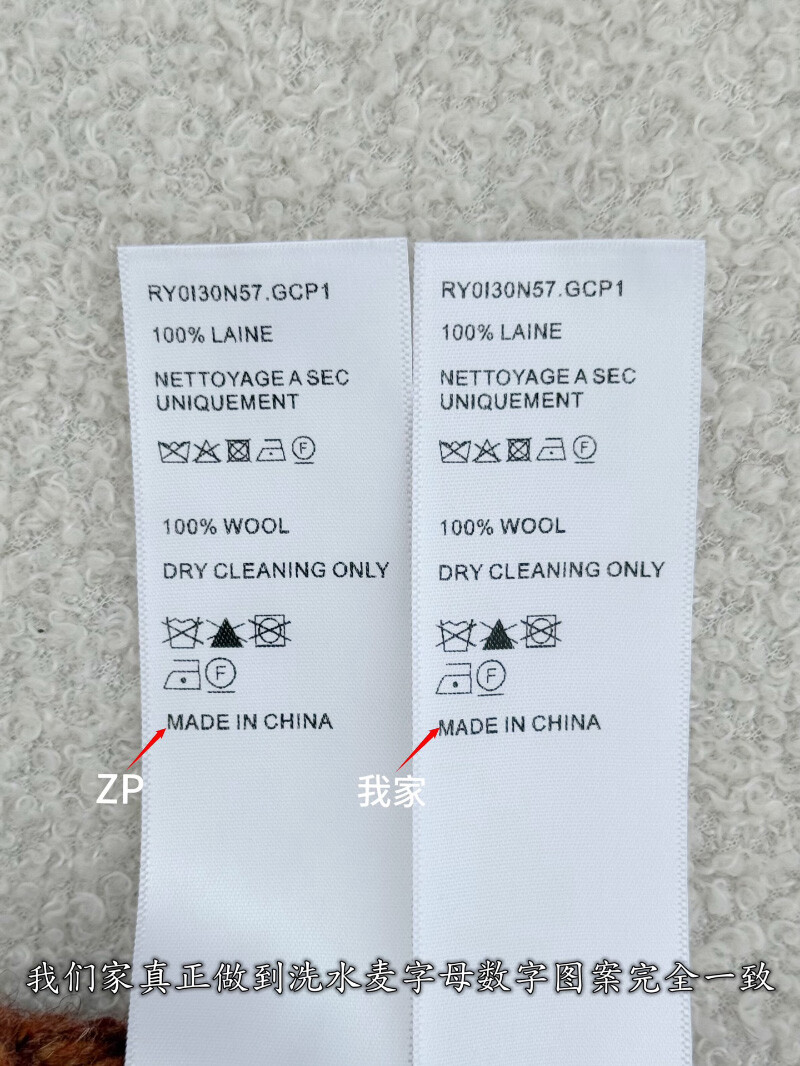 RY0I30N57.GCP1
100% LAINE
NETTOYAGE A SEC
UNIQUEMENT
F
100% WOOL
DRY CLEANING ONLY
F
MADE IN CHINA
ZP
RY0I30N57.GCP1
100% LAINE
NETTOYAGE A SEC
UNIQUEMENT
F
100% WOOL
DRY CLEANING ONLY
F
MADE IN CHINA
我家
我们家真正做到洗水麦字母数字图案完全一致